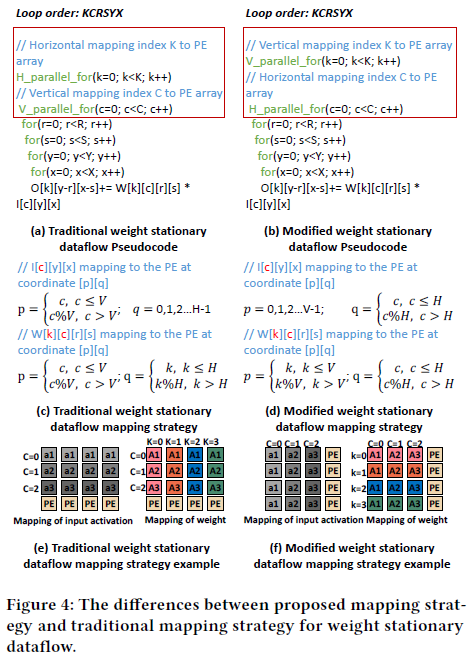 Loop order: KCRSYX
// Horizontal mapping index K to PE
array
H_parallel_for(k=0; k<K; k++)
// Vertical mapping index C to PE array
V_parallel_for(c=0; c<C; c++)
for(r=0; r<R; r++)
for(s=0; s<S; s++)
for(y=0; y<Y; y++)
for(x=0; x<X; x++)
O[k][y-r][x-s]+= W[k][c][r][s] *
I[c][y][x]
(a) Traditional weight stationary
dataflow Pseudocode
Loop order: KCRSYX
// Vertical mapping index K to PE array
V_parallel_for(k=0; k<K; k++)
// Horizontal mapping index C to PE
array
H_parallel_for(c=0; c<C; c++)
for(r=0; r<R; r++)
for(s=0; s<S; s++)
for(y=0; y<Y; y++)
for(x=0; x<X; x++)
O[k][y-r][x-s]+= W[k][c][r][s] *
I[c][y][x]
(b) Modified weight stationary
dataflow Pseudocode
// I[c][y][x] mapping to the PE at
coordinate [p][q]
p = { c, c ≤ V
c%V, c > V ; q = 0,1,2...H-1
// W[k][c][r][s] mapping to the PE at
coordinate [p][q]
p = { c, c ≤ V
c%V, c > V ; q = { k, k ≤ H
k%H, k > H
(c) Traditional weight stationary
dataflow mapping strategy
// I[c][y][x] mapping to the PE at
coordinate [p][q]
p = 0,1,2...V-1; q = { c, c ≤ H
c%H, c > H
// W[k][c][r][s] mapping to the PE at
coordinate [p][q]
p = { k, k ≤ V
k%V, k > V ; q = { c, c ≤ H
c%H, c > H
(d) Modified weight stationary
dataflow mapping strategy
C=0 a1 a1 a1 a1
C=1 a2 a2 a2 a2
C=2 a3 a3 a3 a3
PE PE PE PE
Mapping of input activation
K=0 K=1 K=2 K=3
C=0 A1 A1 A1 A1
C=1 A2 A2 A2 A2
C=2 A3 A3 A3 A3
PE PE PE PE
Mapping of weight
(e) Traditional weight stationary
dataflow mapping strategy example
C=0 C=1 C=2
a1 a2 a3 PE
a1 a2 a3 PE
a1 a2 a3 PE
a1 a2 a3 PE
Mapping of input activation
C=0 C=1 C=2
k=0 A1 A2 A3 PE
k=1 A1 A2 A3 PE
k=2 A1 A2 A3 PE
k=3 A1 A2 A3 PE
Mapping of weight
(f) Modified weight stationary
dataflow mapping strategy example
Figure 4: The differences between proposed mapping strat-
egy and traditional mapping strategy for weight stationary
dataflow.